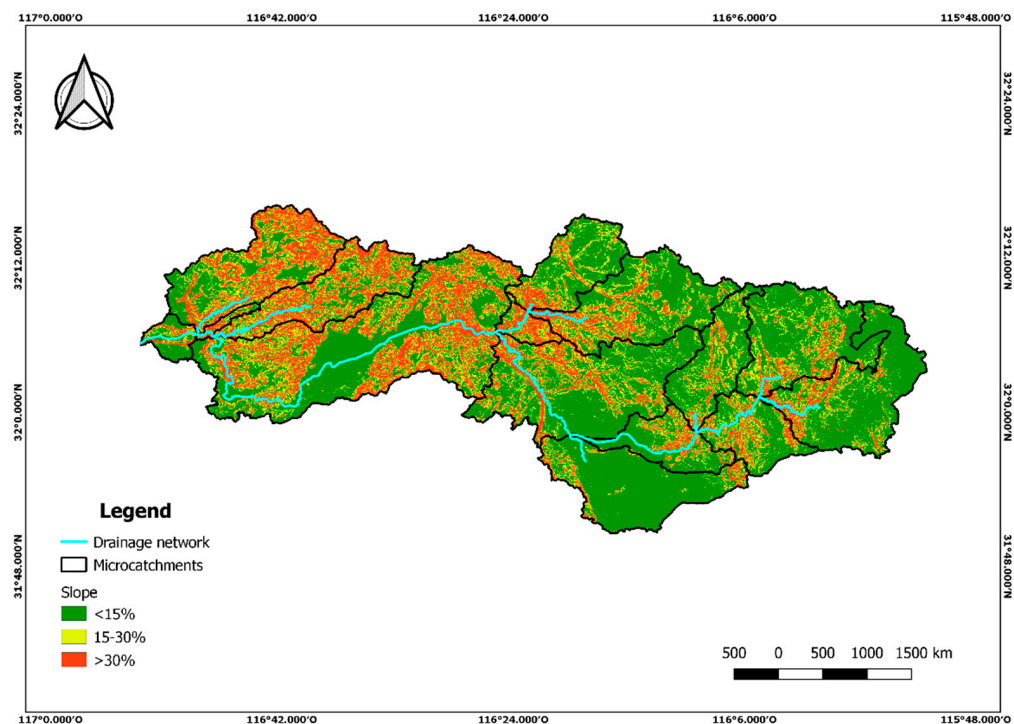 117°0.000'O 116°42.000'O 116°24.000'O 116°6.000'O 115°48.000'O
32°24.000'N 32°24.000'N
32°12.000'N 32°12.000'N
32°0.000'N 32°0.000'N
31°48.000'N 31°48.000'N
Legend
Drainage network
Microcatchments
Slope
<15%
15-30%
>30%
500 0 500 1000 1500 km
117°0.000'O 116°42.000'O 116°24.000'O 116°6.000'O 115°48.000'O